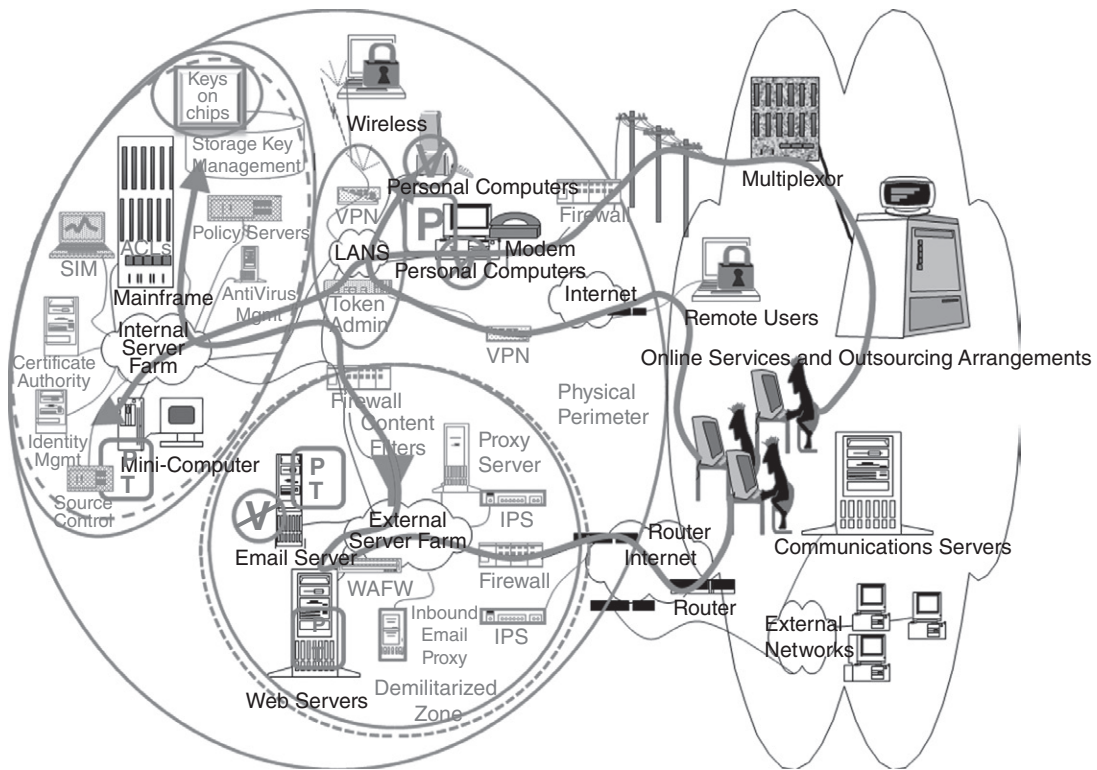 Keys
on
chips
Storage Key
Management
Wireless
V
Personal Computers
Multiplexor
VPN
Policy Servers
P
Firewall
ACLs
SIM
LANS
Modem
V
Personal Computers
Mainframe
AntiVirus
Mgmt
Token
Admin
Internet
Remote Users
Internal
Server
Farm
VPN
Online Services and Outsourcing Arrangements
Certificate
Authority
Physical
Perimeter
Firewall
Content
Filters
Identity
Mgmt
Mini-Computer
P
T
Source
Control
Proxy
Server
P
T
V
IPS
External
Server Farm
Router
Internet
Communications Servers
Email Server
WAFW
Firewall
Router
Inbound
Email
Proxy
IPS
P
T
External
Networks
Web Servers
Demilitarized
Zone